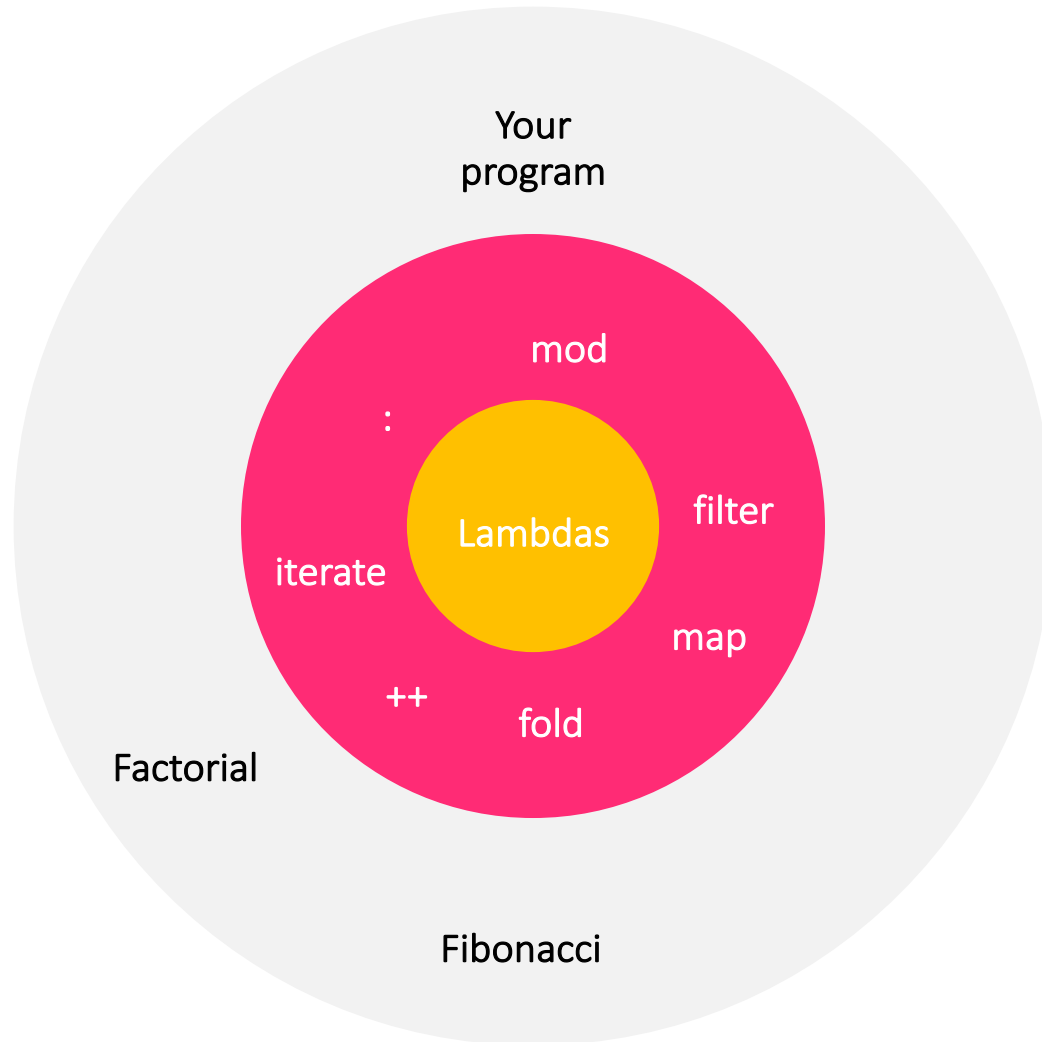 Your
program
mod
:
filter
Lambdas
iterate
map
++
fold
Factorial
Fibonacci